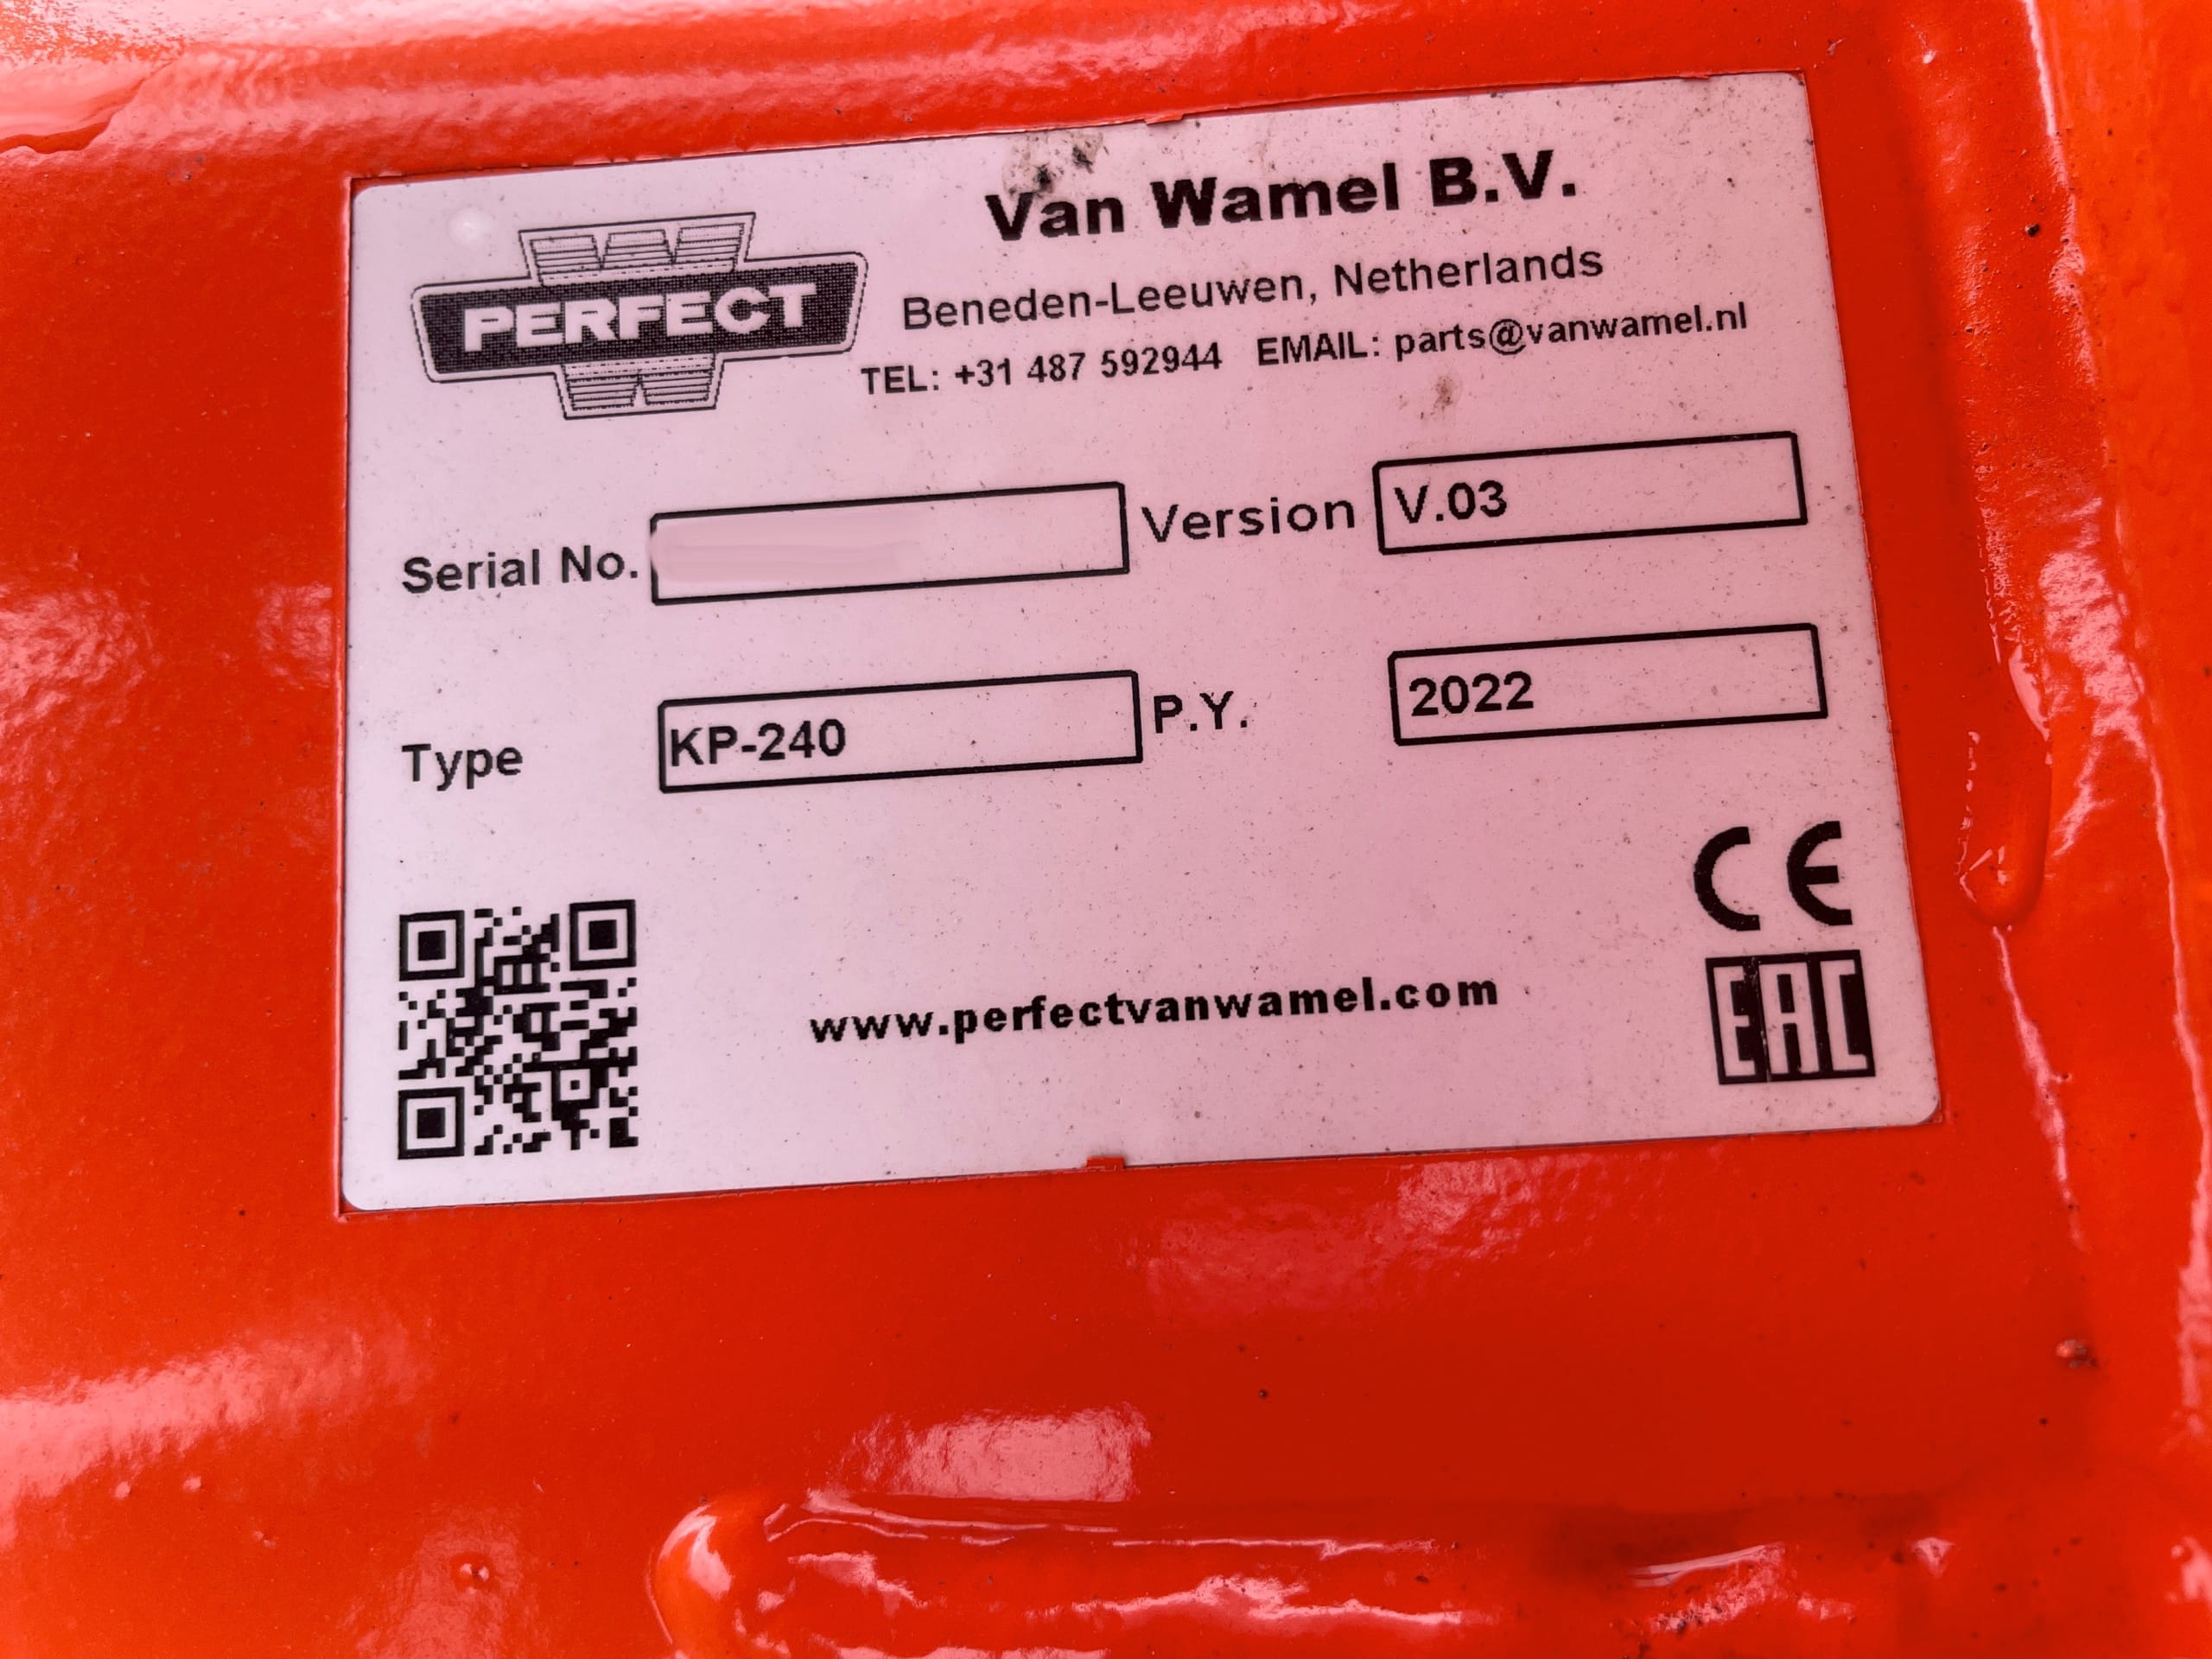 PERFECT
Van Wamel B.V.
Beneden-Leeuwen, Netherlands
TEL: +31 487 592944 EMAIL: parts@vanwamel.nl
Serial No. Version V.03
Type KP-240 P.Y. 2022
CE
EAC
www.perfectvanwamel.com